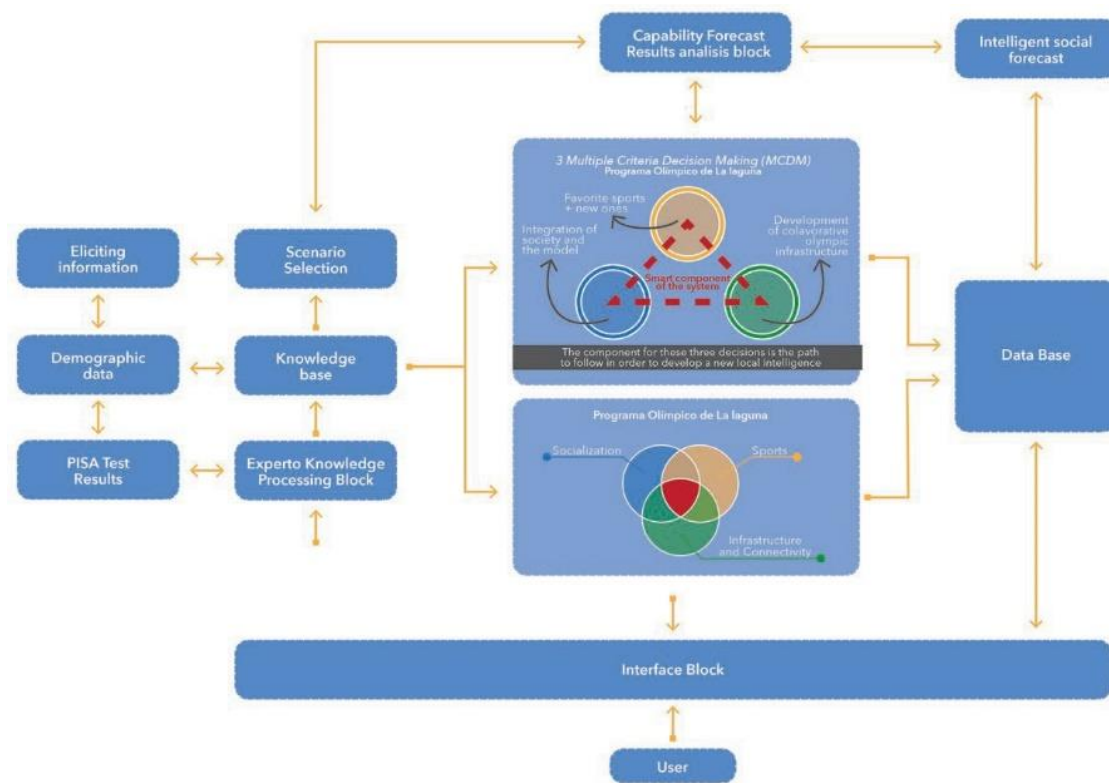 Capability Forecast
Results analisis block
Intelligent social
forecast
3 Multiple Criteria Decision Making (MCDM)
Programa Olímpico de La laguna
Favorite sports
+ new ones
Integration of
society and
the model
Development
of colavorative
olympic
infrastructure
Smart component
of the system
The component for these three decisions is the path
to follow in order to develop a new local intelligence
Eliciting
information
Scenario
Selection
Demographic
data
Knowledge
base
Data Base
PISA Test
Results
Experto Knowledge
Processing Block
Programa Olímpico de La laguna
Socialization
Sports
Infrastructure
and Connectivity
Interface Block
User